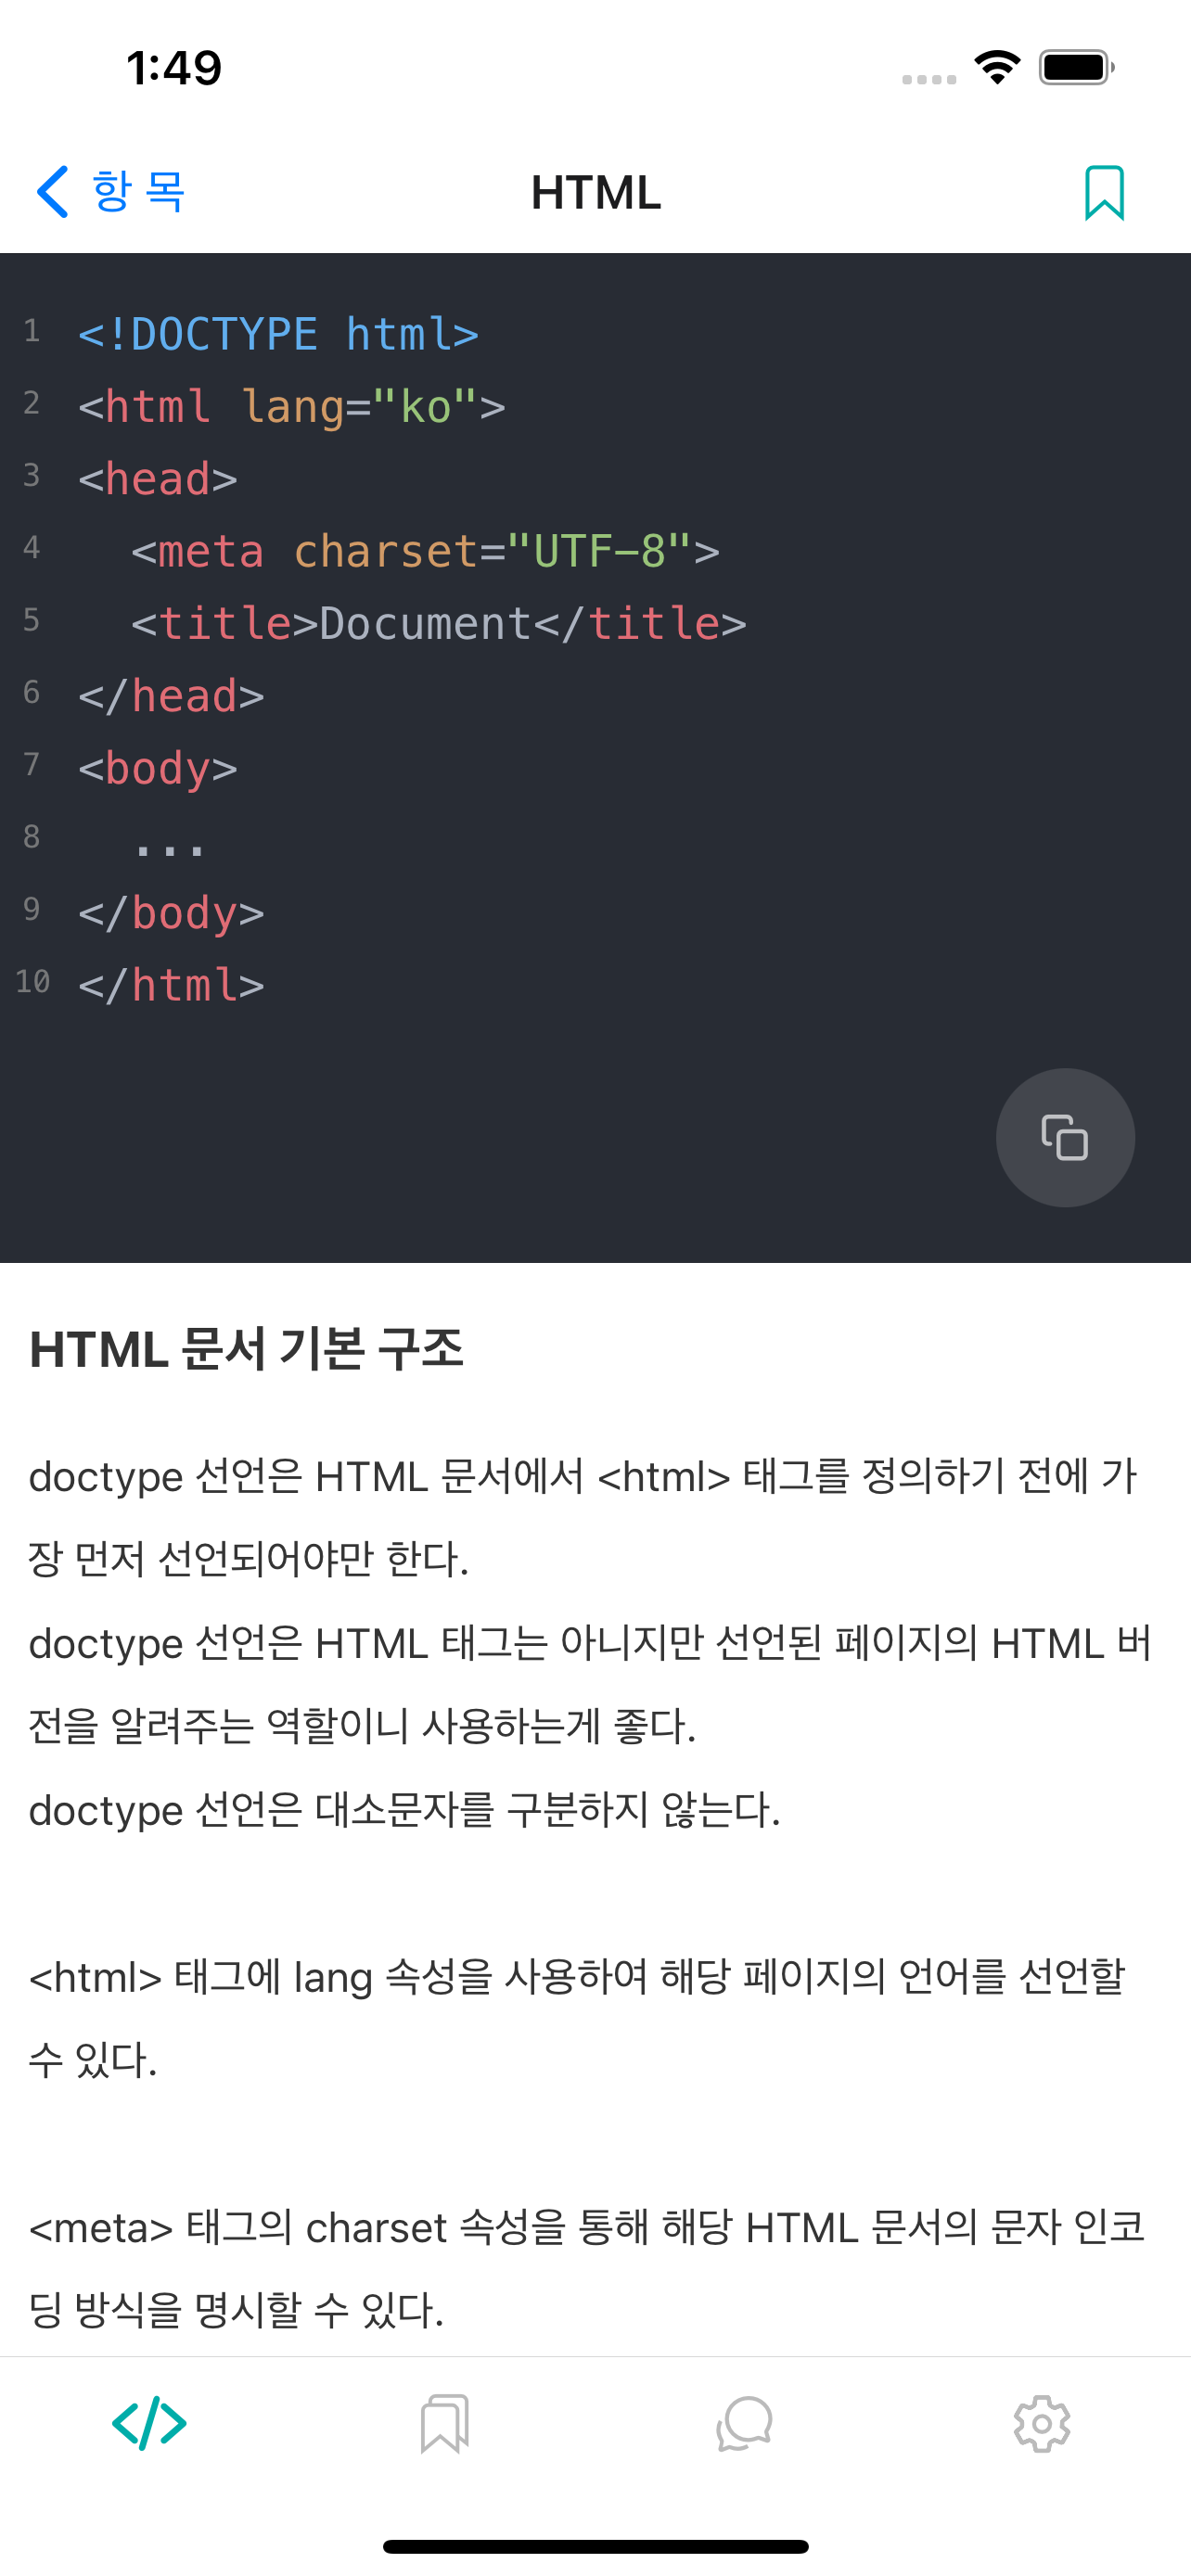 1:49
항 목
HTML
1 <!DOCTYPE html>
2 <html lang="ko">
3 <head>
4   <meta charset="UTF-8">
5   <title>Document</title>
6 </head>
7 <body>
8   ...
9 </body>
10 </html>
HTML 문서 기본 구조
doctype 선언은 HTML 문서에서 <html> 태그를 정의하기 전에 가
장 먼저 선언되어야만 한다.
doctype 선언은 HTML 태그는 아니지만 선언된 페이지의 HTML 버
전을 알려주는 역할이니 사용하는게 좋다.
doctype 선언은 대소문자를 구분하지 않는다.
<html> 태그에 lang 속성을 사용하여 해당 페이지의 언어를 선언할
수 있다.
<meta> 태그의 charset 속성을 통해 해당 HTML 문서의 문자 인코
딩 방식을 명시할 수 있다.